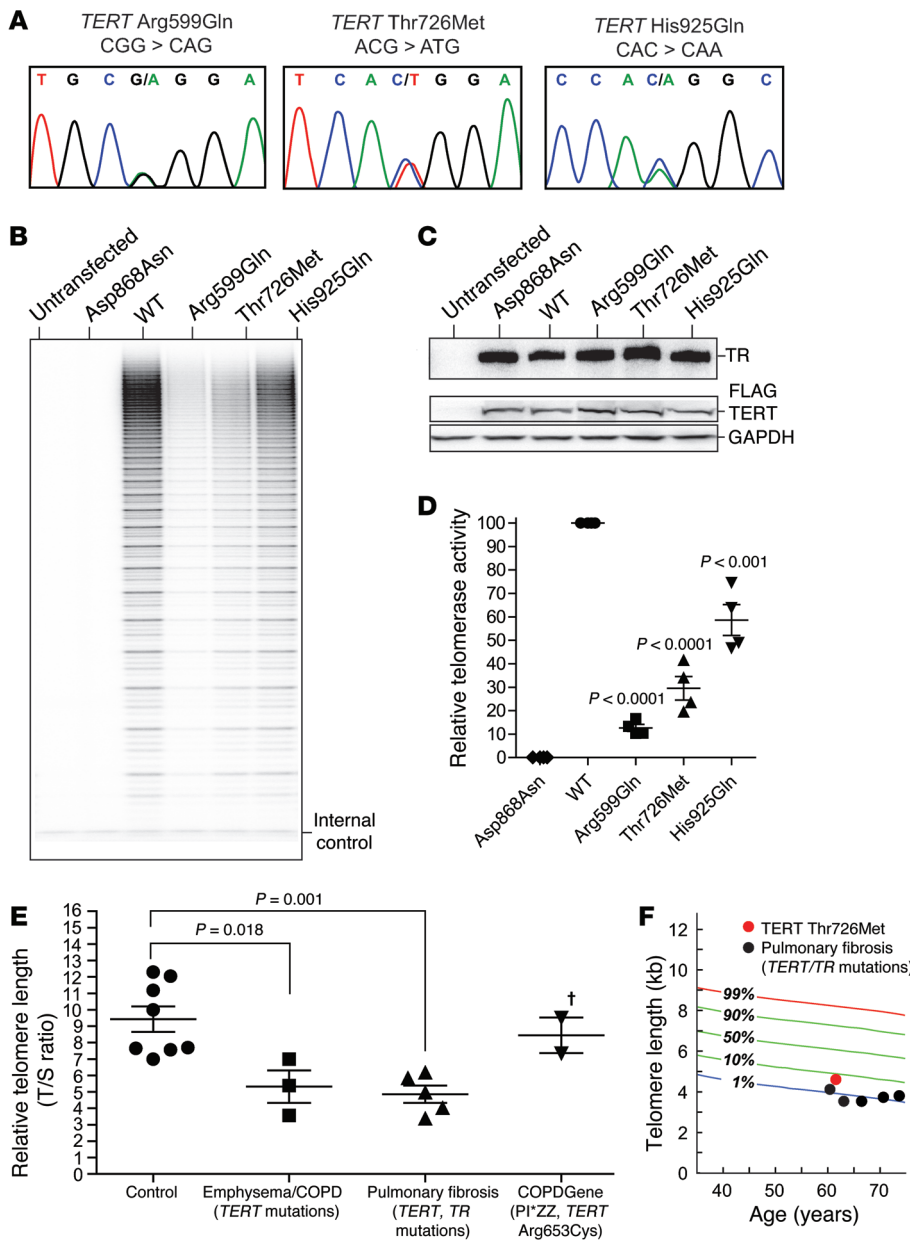 A
TERT Arg599Gln
CGG > CAG
T G C G/A G G A
TERT Thr726Met
ACG > ATG
T C A C/T G G A
TERT His925Gln
CAC > CAA
C C A C/A G G C
B
Untransfected
Asp868Asn
WT
Arg599Gln
Thr726Met
His925Gln
Internal
control
C
Untransfected
Asp868Asn
WT
Arg599Gln
Thr726Met
His925Gln
TR
FLAG
TERT
GAPDH
D
Relative telomerase activity
100
90
80
70
60
50
40
30
20
10
0
P < 0.0001
P < 0.0001
P < 0.001
Asp868Asn
WT
Arg599Gln
Thr726Met
His925Gln
E
Relative telomere length
(T/S ratio)
16
15
14
13
12
11
10
9
8
7
6
5
4
3
2
1
0
P = 0.001
P = 0.018
†
Control
Emphysema/COPD
(TERT mutations)
Pulmonary fibrosis
(TERT, TR
mutations)
COPDGene
(PI*ZZ, TERT
Arg653Cys)
F
Telomere length (kb)
12
10
8
6
4
2
0
TERT Thr726Met
Pulmonary fibrosis
(TERT/TR mutations)
99%
90%
50%
10%
1%
40 50 60 70
Age (years)